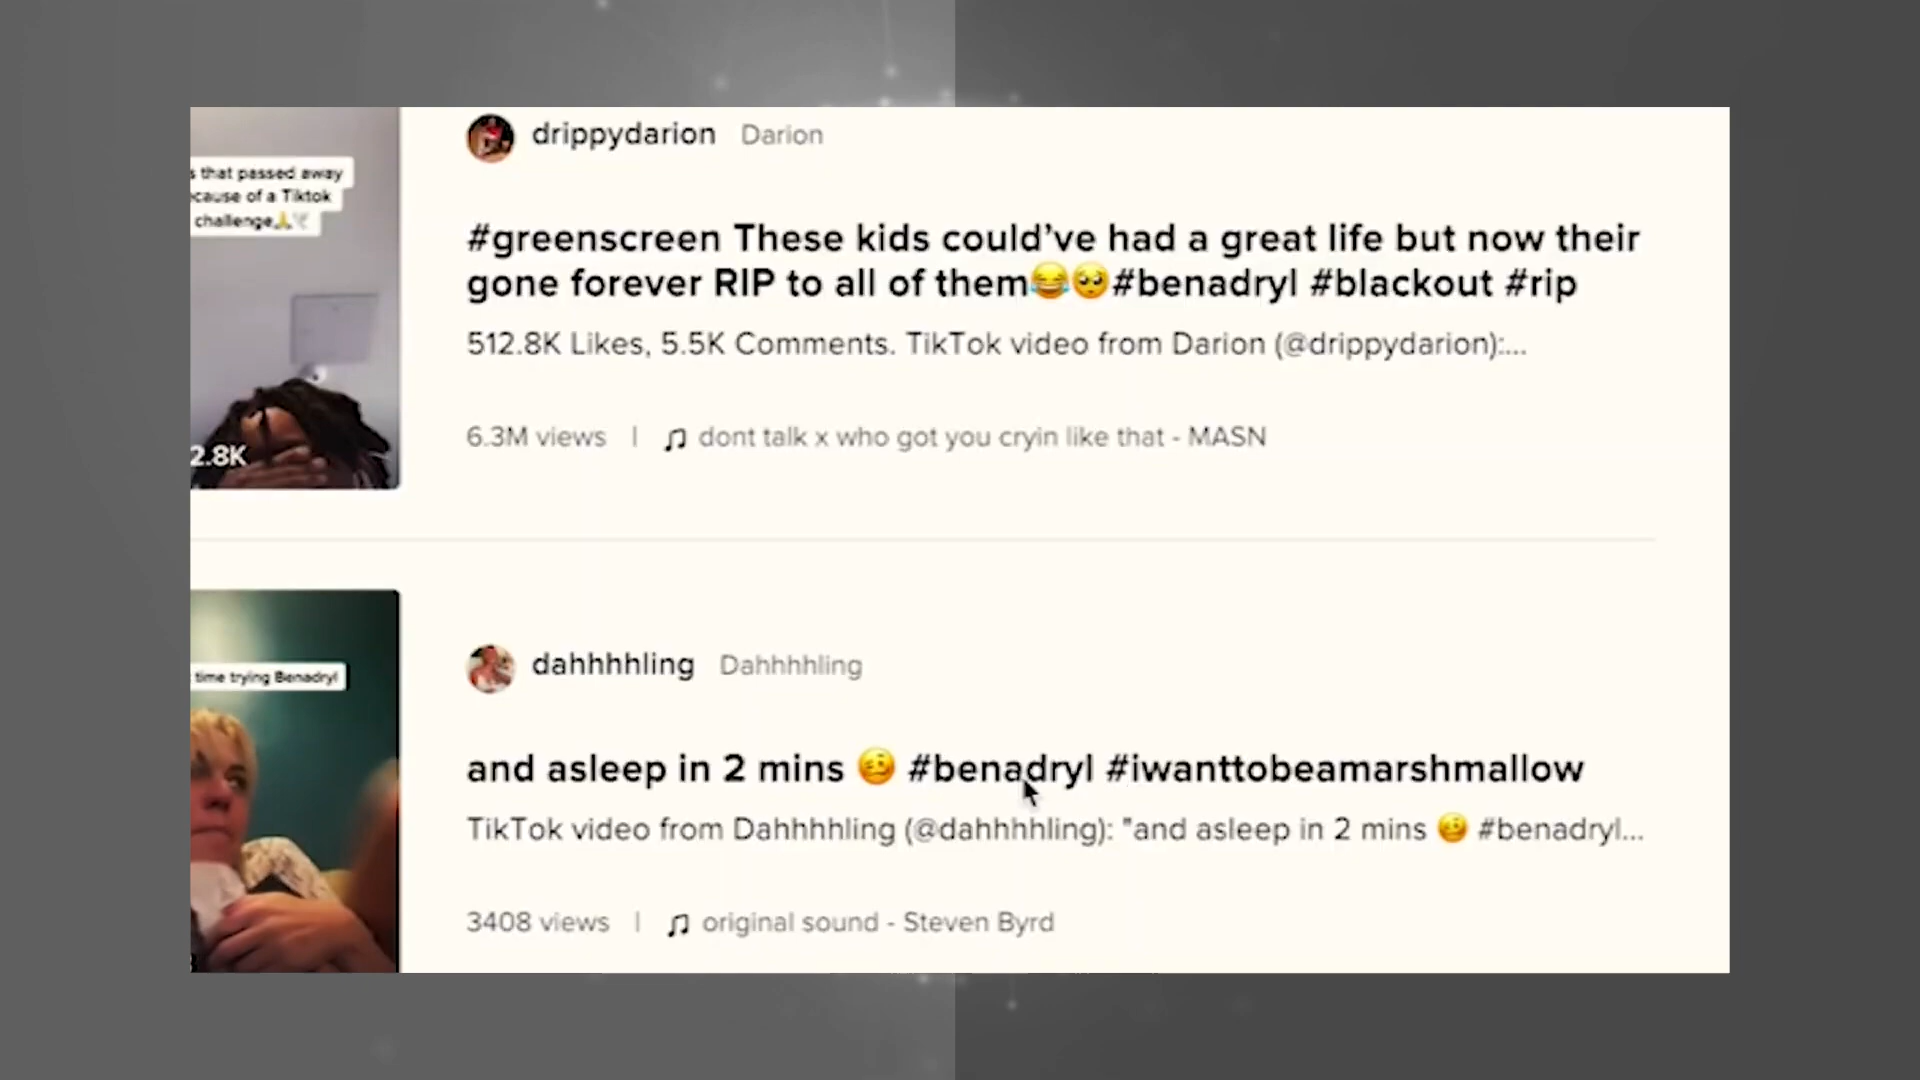 drippydarion Darion
s that passed away
cause of a Tiktok
challenge🙏🕊
#greenscreen These kids could've had a great life but now their
gone forever RIP to all of them😂🥺#benadryl #blackout #rip
512.8K Likes, 5.5K Comments. TikTok video from Darion (@drippydarion):...
2.8K
6.3M views | ♫ dont talk x who got you cryin like that - MASN
dahhhhling Dahhhhling
time trying Benadryl
and asleep in 2 mins 🥴 #benadryl #iwanttobeamarshmallow
TikTok video from Dahhhhling (@dahhhhling): "and asleep in 2 mins 🥴 #benadryl...
3408 views | ♫ original sound - Steven Byrd